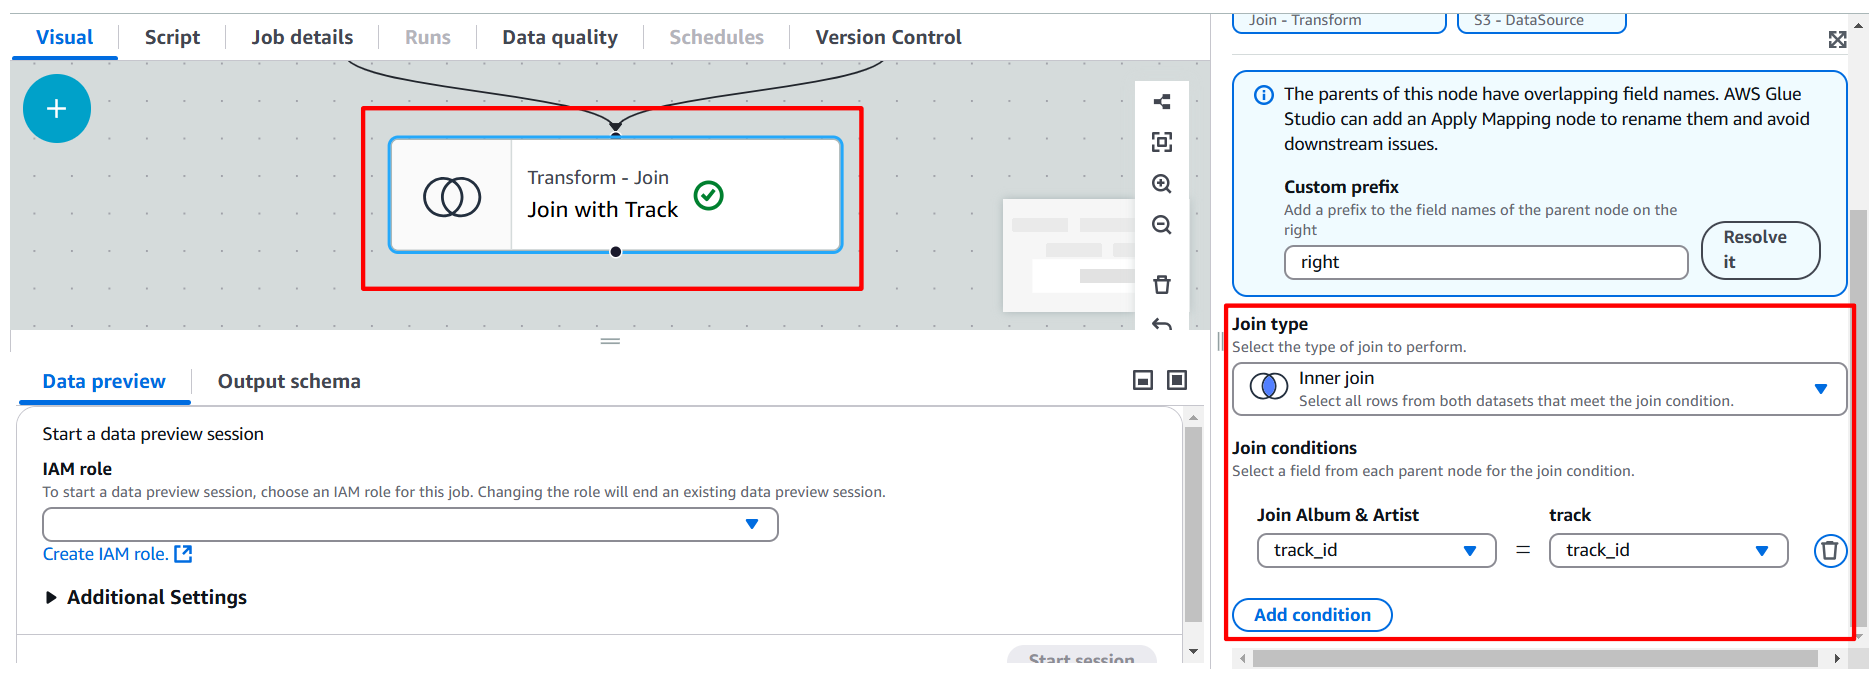 Visual
Script
Job details
Runs
Data quality
Schedules
Version Control
Transform - Join
Join with Track
Data preview
Output schema
Start a data preview session
IAM role
To start a data preview session, choose an IAM role for this job. Changing the role will end an existing data preview session.
Create IAM role.
Additional Settings
Start session
Join - Transform
S3 - DataSource
The parents of this node have overlapping field names. AWS Glue
Studio can add an Apply Mapping node to rename them and avoid
downstream issues.
Custom prefix
Add a prefix to the field names of the parent node on the
right
right
Resolve
it
Join type
Select the type of join to perform.
Inner join
Select all rows from both datasets that meet the join condition.
Join conditions
Select a field from each parent node for the join condition.
Join Album & Artist
track
track_id
=
track_id
Add condition